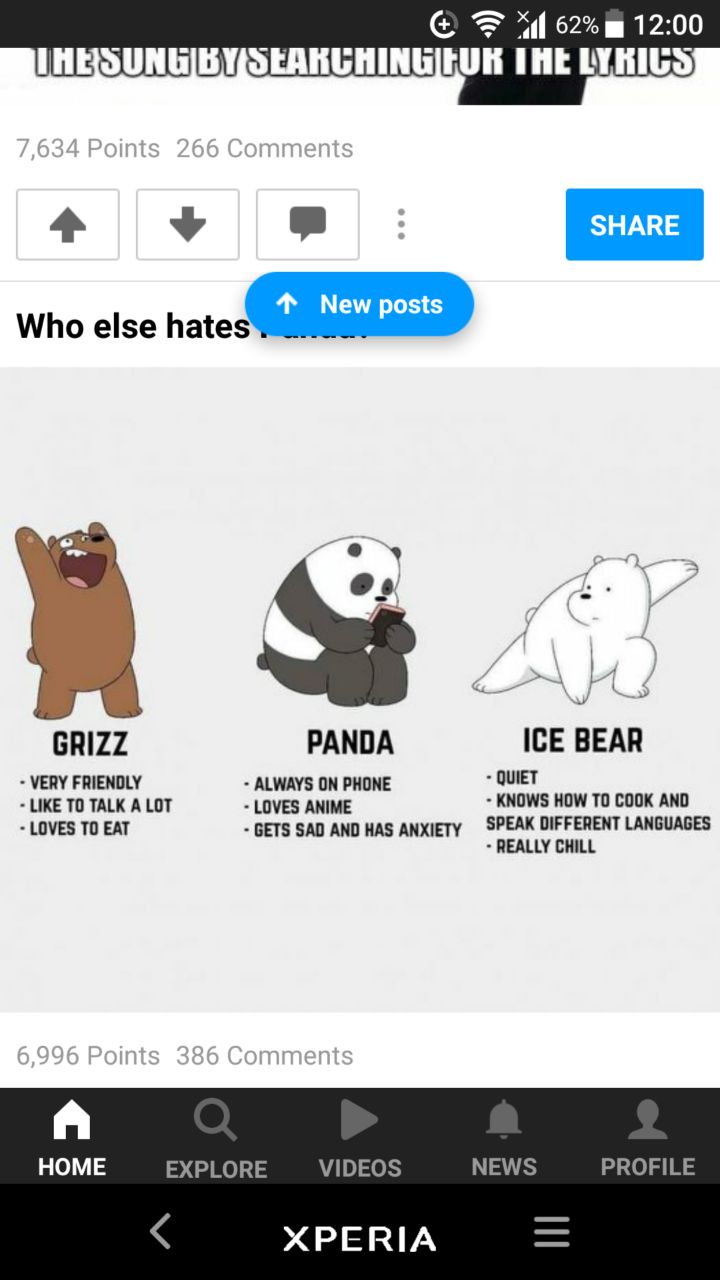 62% 12:00
THE SONG BY SEARCHING FOR THE LYRICS
7,634 Points 266 Comments
SHARE
New posts
Who else hates Panda?
GRIZZ
- VERY FRIENDLY
- LIKE TO TALK A LOT
- LOVES TO EAT
PANDA
- ALWAYS ON PHONE
- LOVES ANIME
- GETS SAD AND HAS ANXIETY
ICE BEAR
- QUIET
- KNOWS HOW TO COOK AND
SPEAK DIFFERENT LANGUAGES
- REALLY CHILL
6,996 Points 386 Comments
HOME EXPLORE VIDEOS NEWS PROFILE
XPERIA